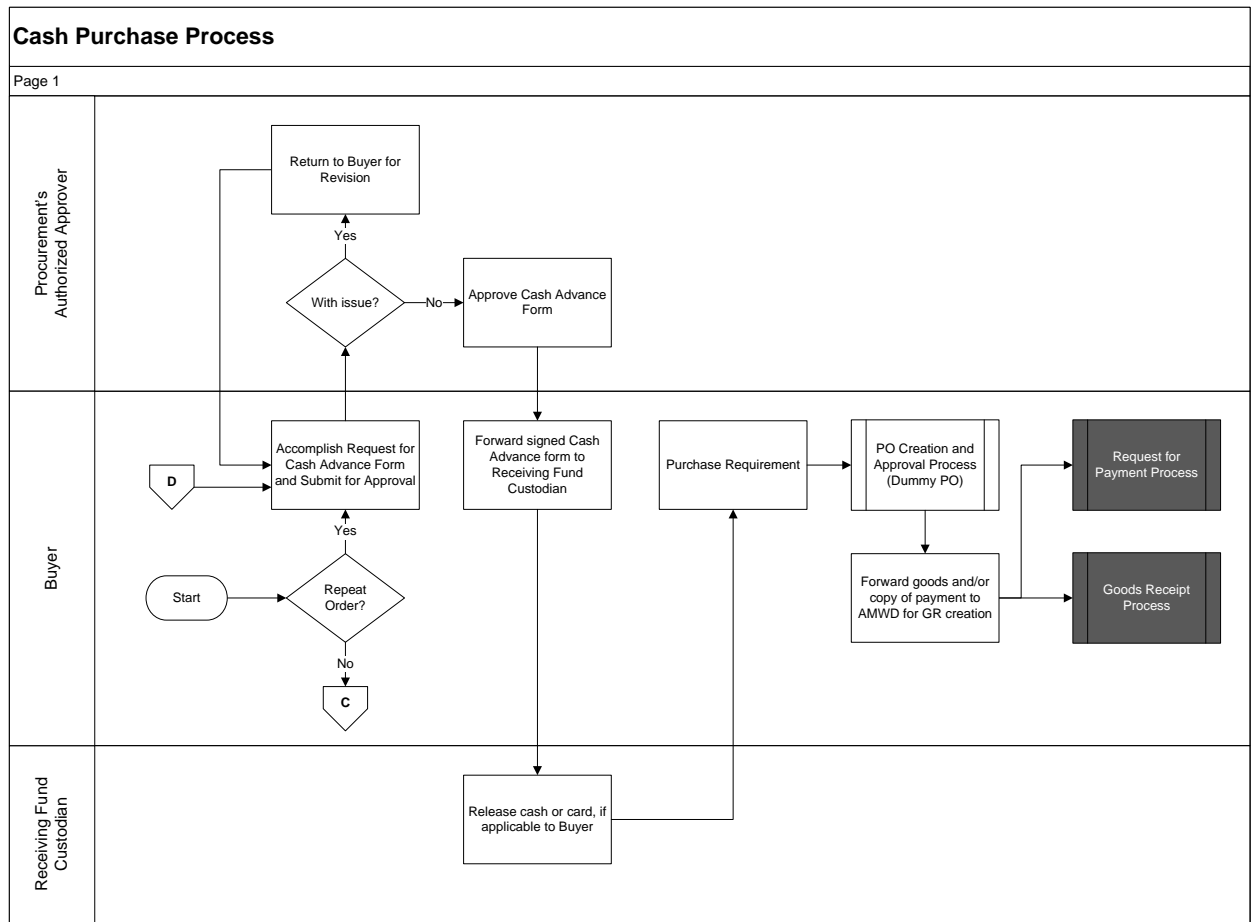 Cash Purchase Process
Page 1
Procurement's
Authorized Approver
Return to Buyer for
Revision
Yes
With issue?
No
Approve Cash Advance
Form
Buyer
Accomplish Request for
Cash Advance Form
and Submit for Approval
D
Yes
Start
Repeat
Order?
No
C
Forward signed Cash
Advance form to
Receiving Fund
Custodian
Purchase Requirement
PO Creation and
Approval Process
(Dummy PO)
Request for
Payment Process
Forward goods and/or
copy of payment to
AMWD for GR creation
Goods Receipt
Process
Receiving Fund
Custodian
Release cash or card, if
applicable to Buyer